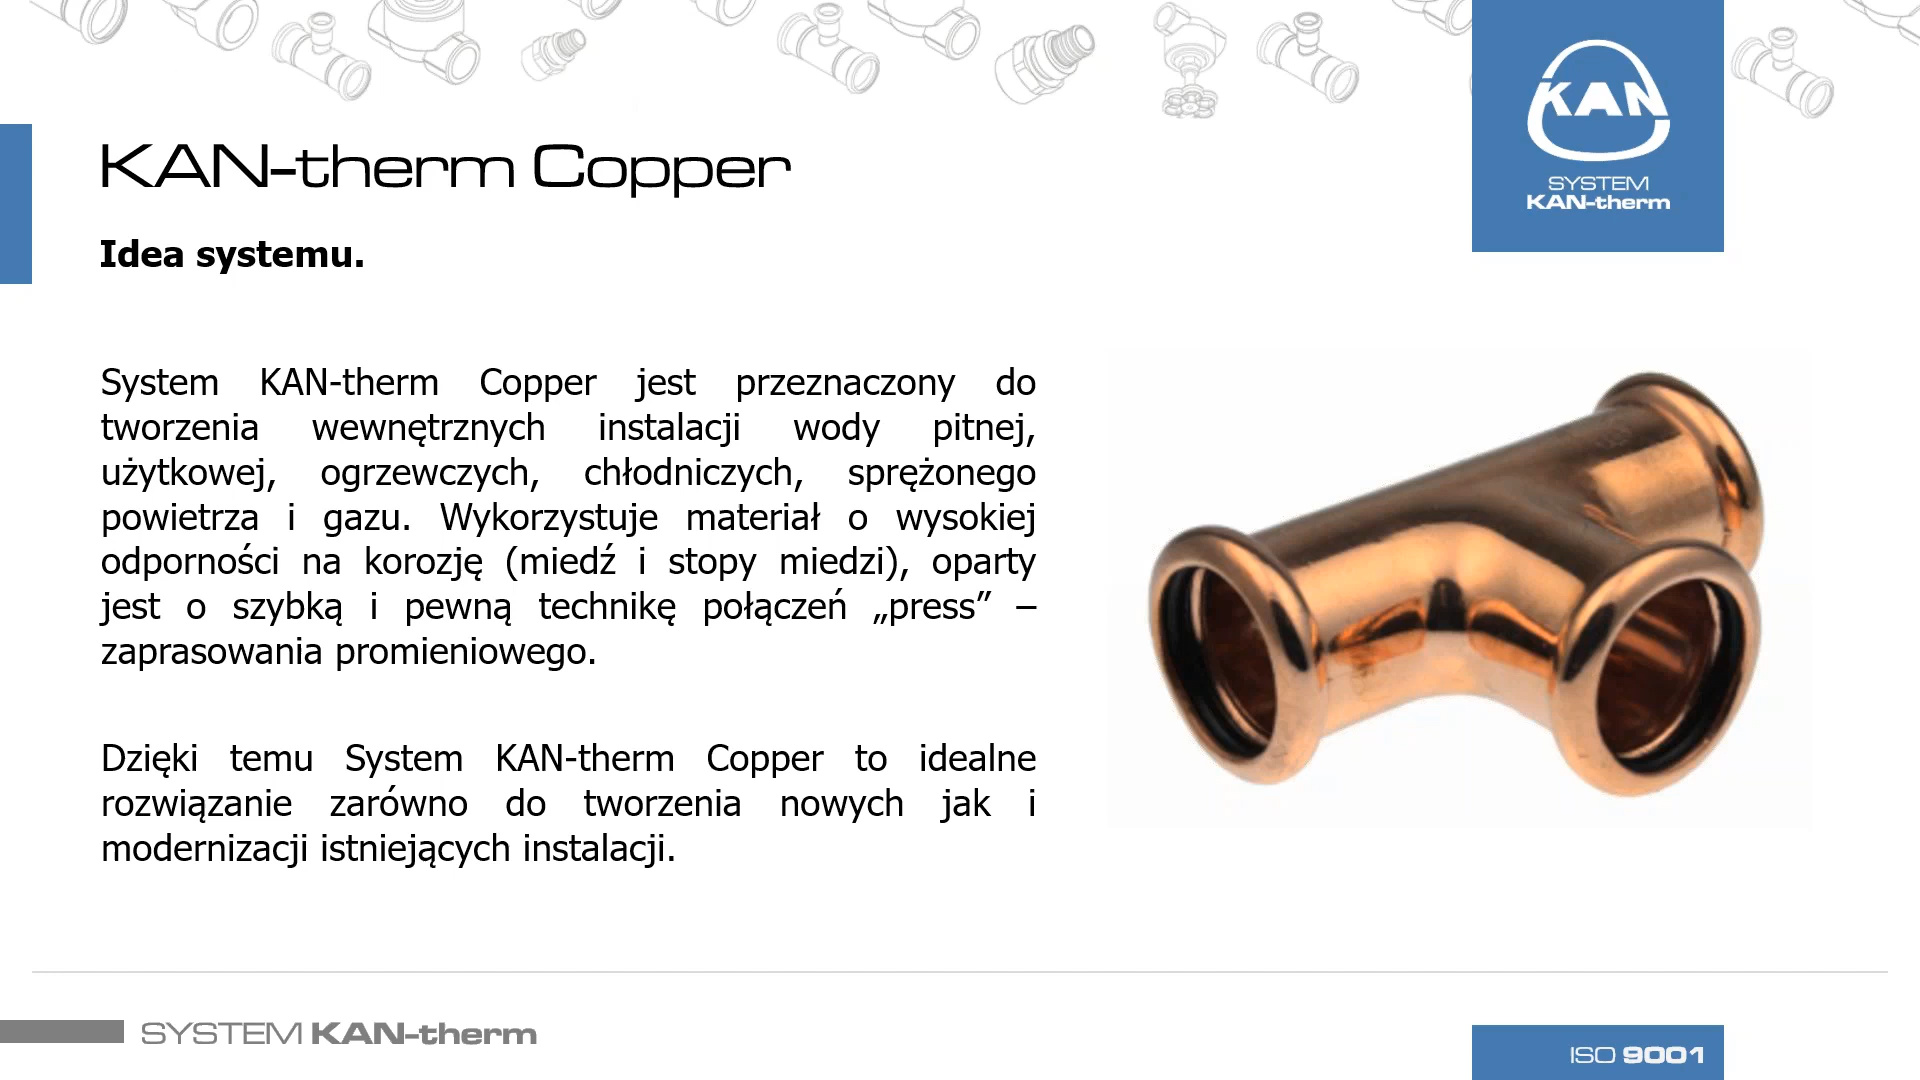 KAN
SYSTEM
KAN-therm
KAN-therm Copper
Idea systemu.
System KAN-therm Copper jest przeznaczony do
tworzenia wewnętrznych instalacji wody pitnej,
użytkowej, ogrzewczych, chłodniczych, sprężonego
powietrza i gazu. Wykorzystuje materiał o wysokiej
odporności na korozję (miedź i stopy miedzi), oparty
jest o szybką i pewną technikę połączeń „press” –
zaprasowania promieniowego.
Dzięki temu System KAN-therm Copper to idealne
rozwiązanie zarówno do tworzenia nowych jak i
modernizacji istniejących instalacji.
SYSTEM KAN-therm
ISO 9001